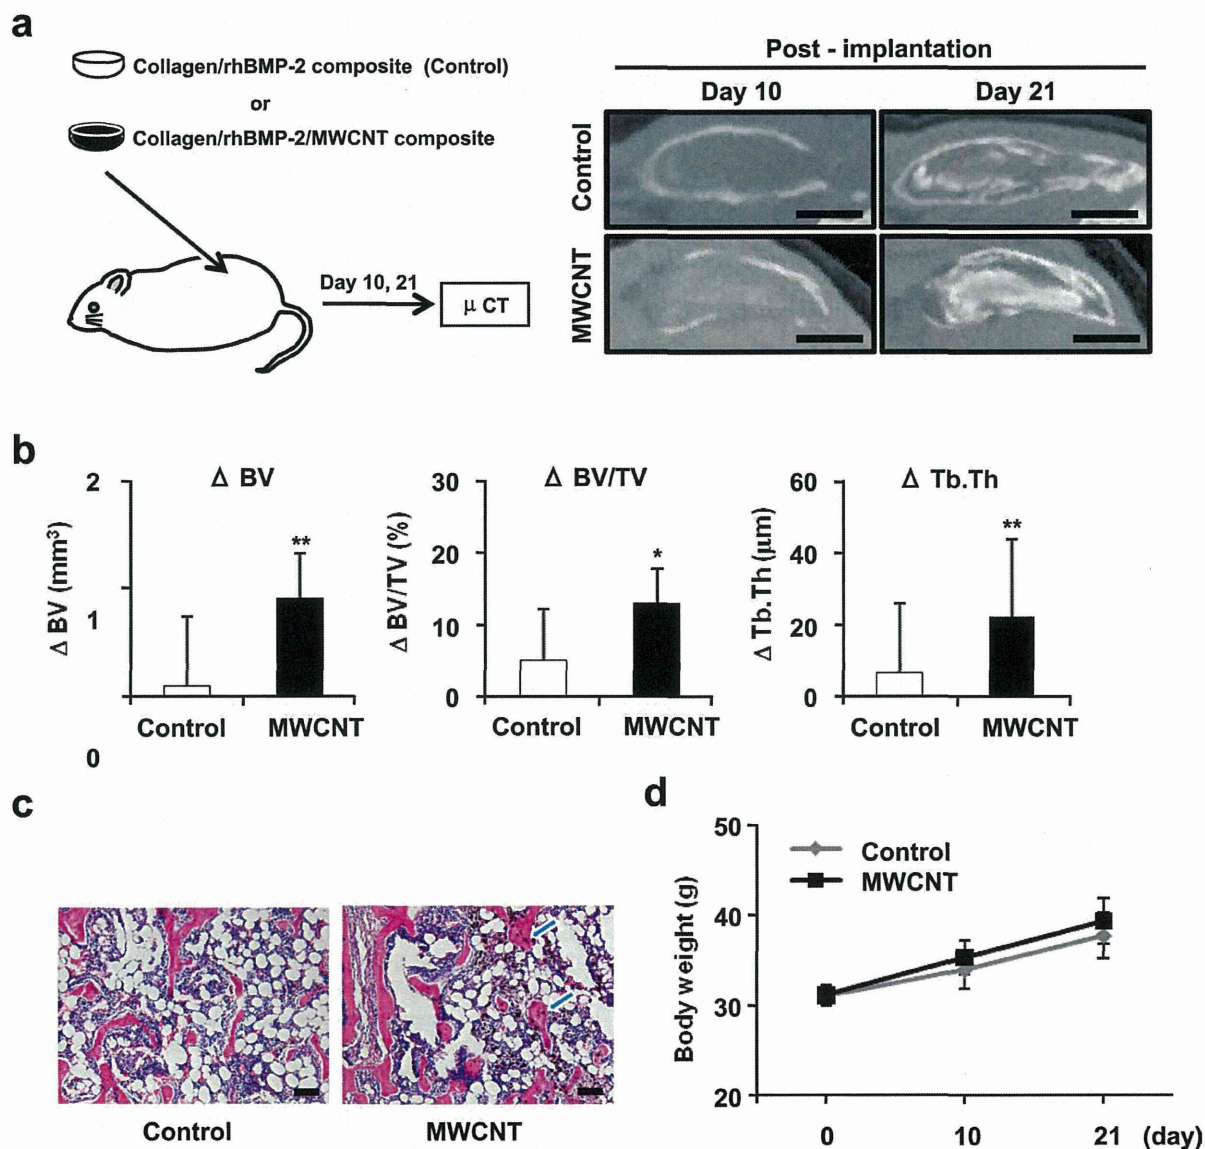 a
Collagen/rhBMP-2 composite (Control)
or
Collagen/rhBMP-2/MWCNT composite
Day 10, 21
μ CT
Post - implantation
Day 10
Day 21
Control
MWCNT
b
Δ BV
Δ BV (mm³)
2
1
0
**
Control
MWCNT
Δ BV/TV
Δ BV/TV (%)
30
20
10
0
*
Control
MWCNT
Δ Tb.Th
Δ Tb.Th (μm)
60
40
20
0
**
Control
MWCNT
c
Control
MWCNT
d
Body weight (g)
50
40
30
20
Control
MWCNT
0 10 21 (day)